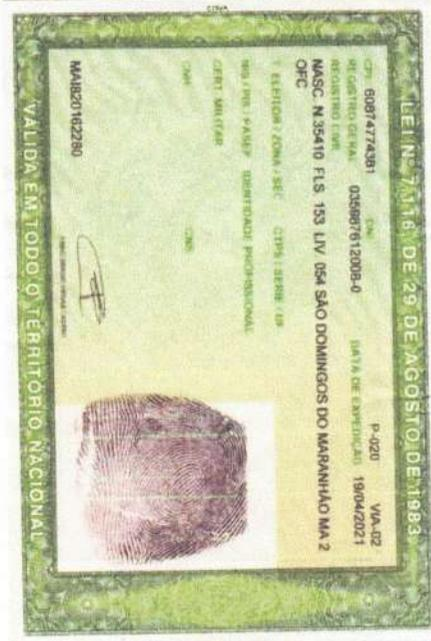 LEI Nº 7.116, DE 29 DE AGOSTO DE 1983
CPF 60874774381 DNI P-020 VIA-02
REGISTRO GERAL 035987612008-0 DATA DE EXPEDIÇÃO 19/04/2021
REGISTRO CIVIL
NASC. N.35410 FLS 153 LIV 054 SÃO DOMINGOS DO MARANHÃO MA 2
OFC
T. ELEITOR / ZONA / SEC CTPS / SERIE / UF
NIS / PIS / PASEP IDENTIDADE PROFISSIONAL
CERT. MILITAR
CNH CNS
MAI820162280
VÁLIDA EM TODO O TERRITÓRIO NACIONAL